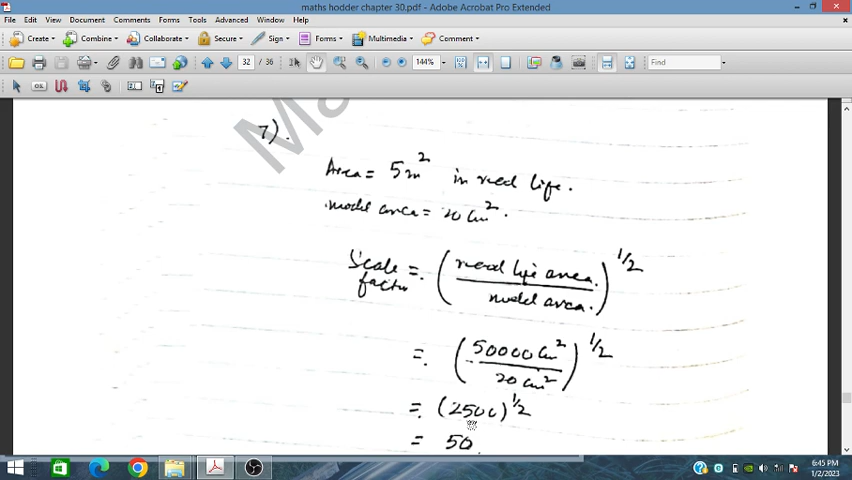 maths hodder chapter 30.pdf - Adobe Acrobat Pro Extended
File Edit View Document Comments Forms Tools Advanced Window Help
Create Combine Collaborate Secure Sign Forms Multimedia Comment
32 / 36 144% Find
7).
Area = 5m² in real life.
model area = 20 cm².
Scale factor = (real life area. / model area.)^1/2
= (50000 cm² / 20 cm²)^1/2
= (2500)^1/2
= 50
6:45 PM
1/2/2023